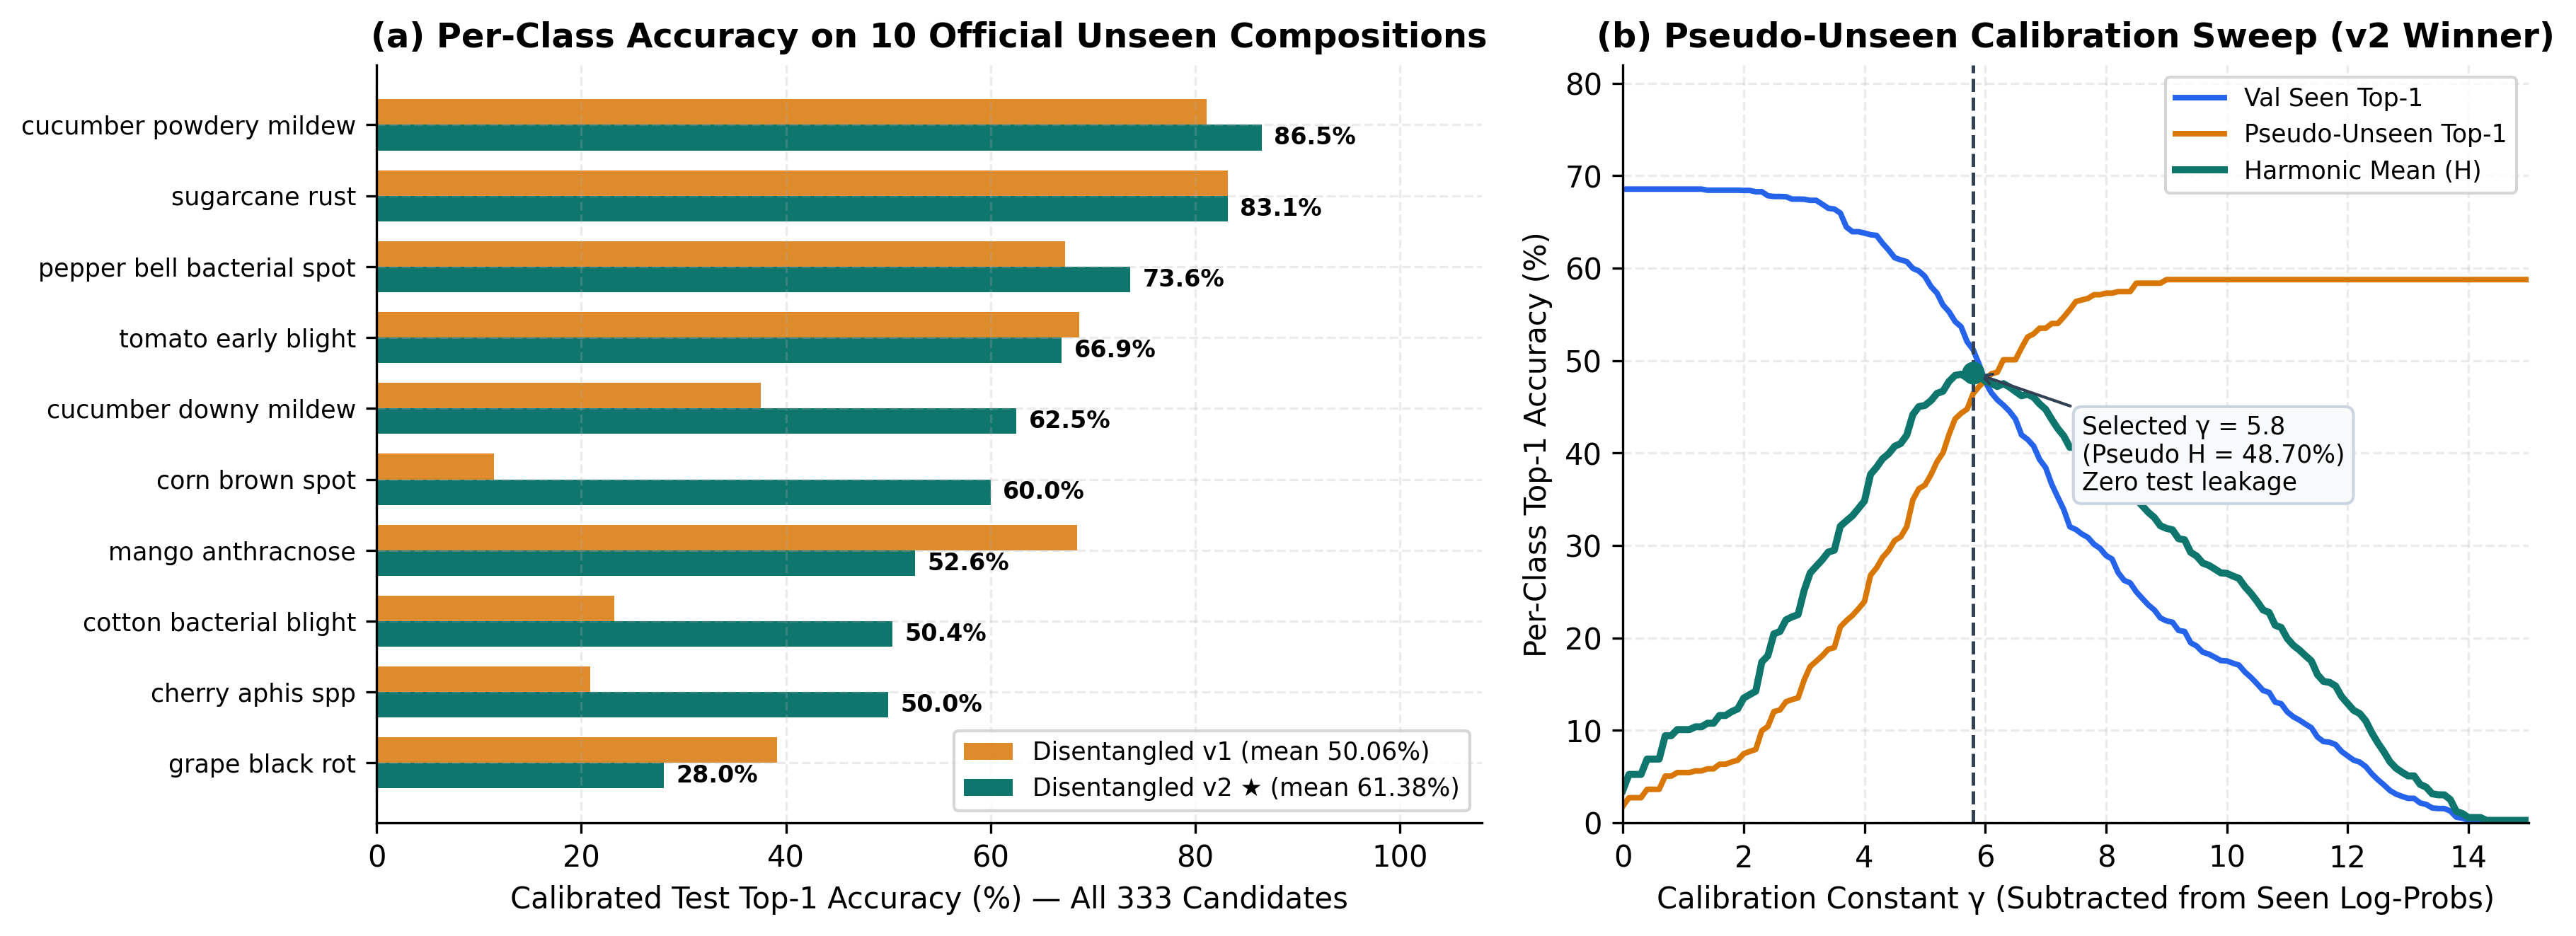 (a) Per-Class Accuracy on 10 Official Unseen Compositions
cucumber powdery mildew
86.5%
sugarcane rust
83.1%
pepper bell bacterial spot
73.6%
tomato early blight
66.9%
cucumber downy mildew
62.5%
corn brown spot
60.0%
mango anthracnose
52.6%
cotton bacterial blight
50.4%
cherry aphis spp
50.0%
grape black rot
28.0%
Disentangled v1 (mean 50.06%)
Disentangled v2 ★ (mean 61.38%)
0 20 40 60 80 100
Calibrated Test Top-1 Accuracy (%) — All 333 Candidates
(b) Pseudo-Unseen Calibration Sweep (v2 Winner)
Val Seen Top-1
Pseudo-Unseen Top-1
Harmonic Mean (H)
80
70
60
50
40
30
20
10
0
Per-Class Top-1 Accuracy (%)
Selected γ = 5.8
(Pseudo H = 48.70%)
Zero test leakage
0 2 4 6 8 10 12 14
Calibration Constant γ (Subtracted from Seen Log-Probs)